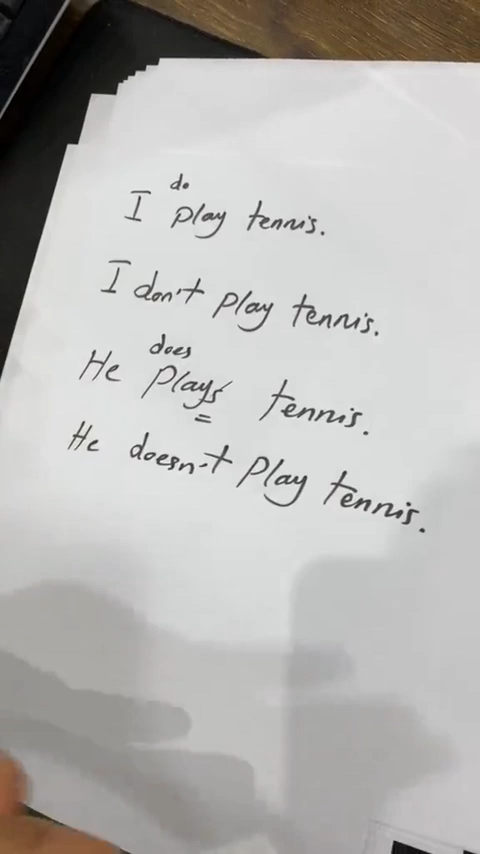 do
I play tennis.
I don't play tennis.
does
He plays tennis.
He doesn't play tennis.